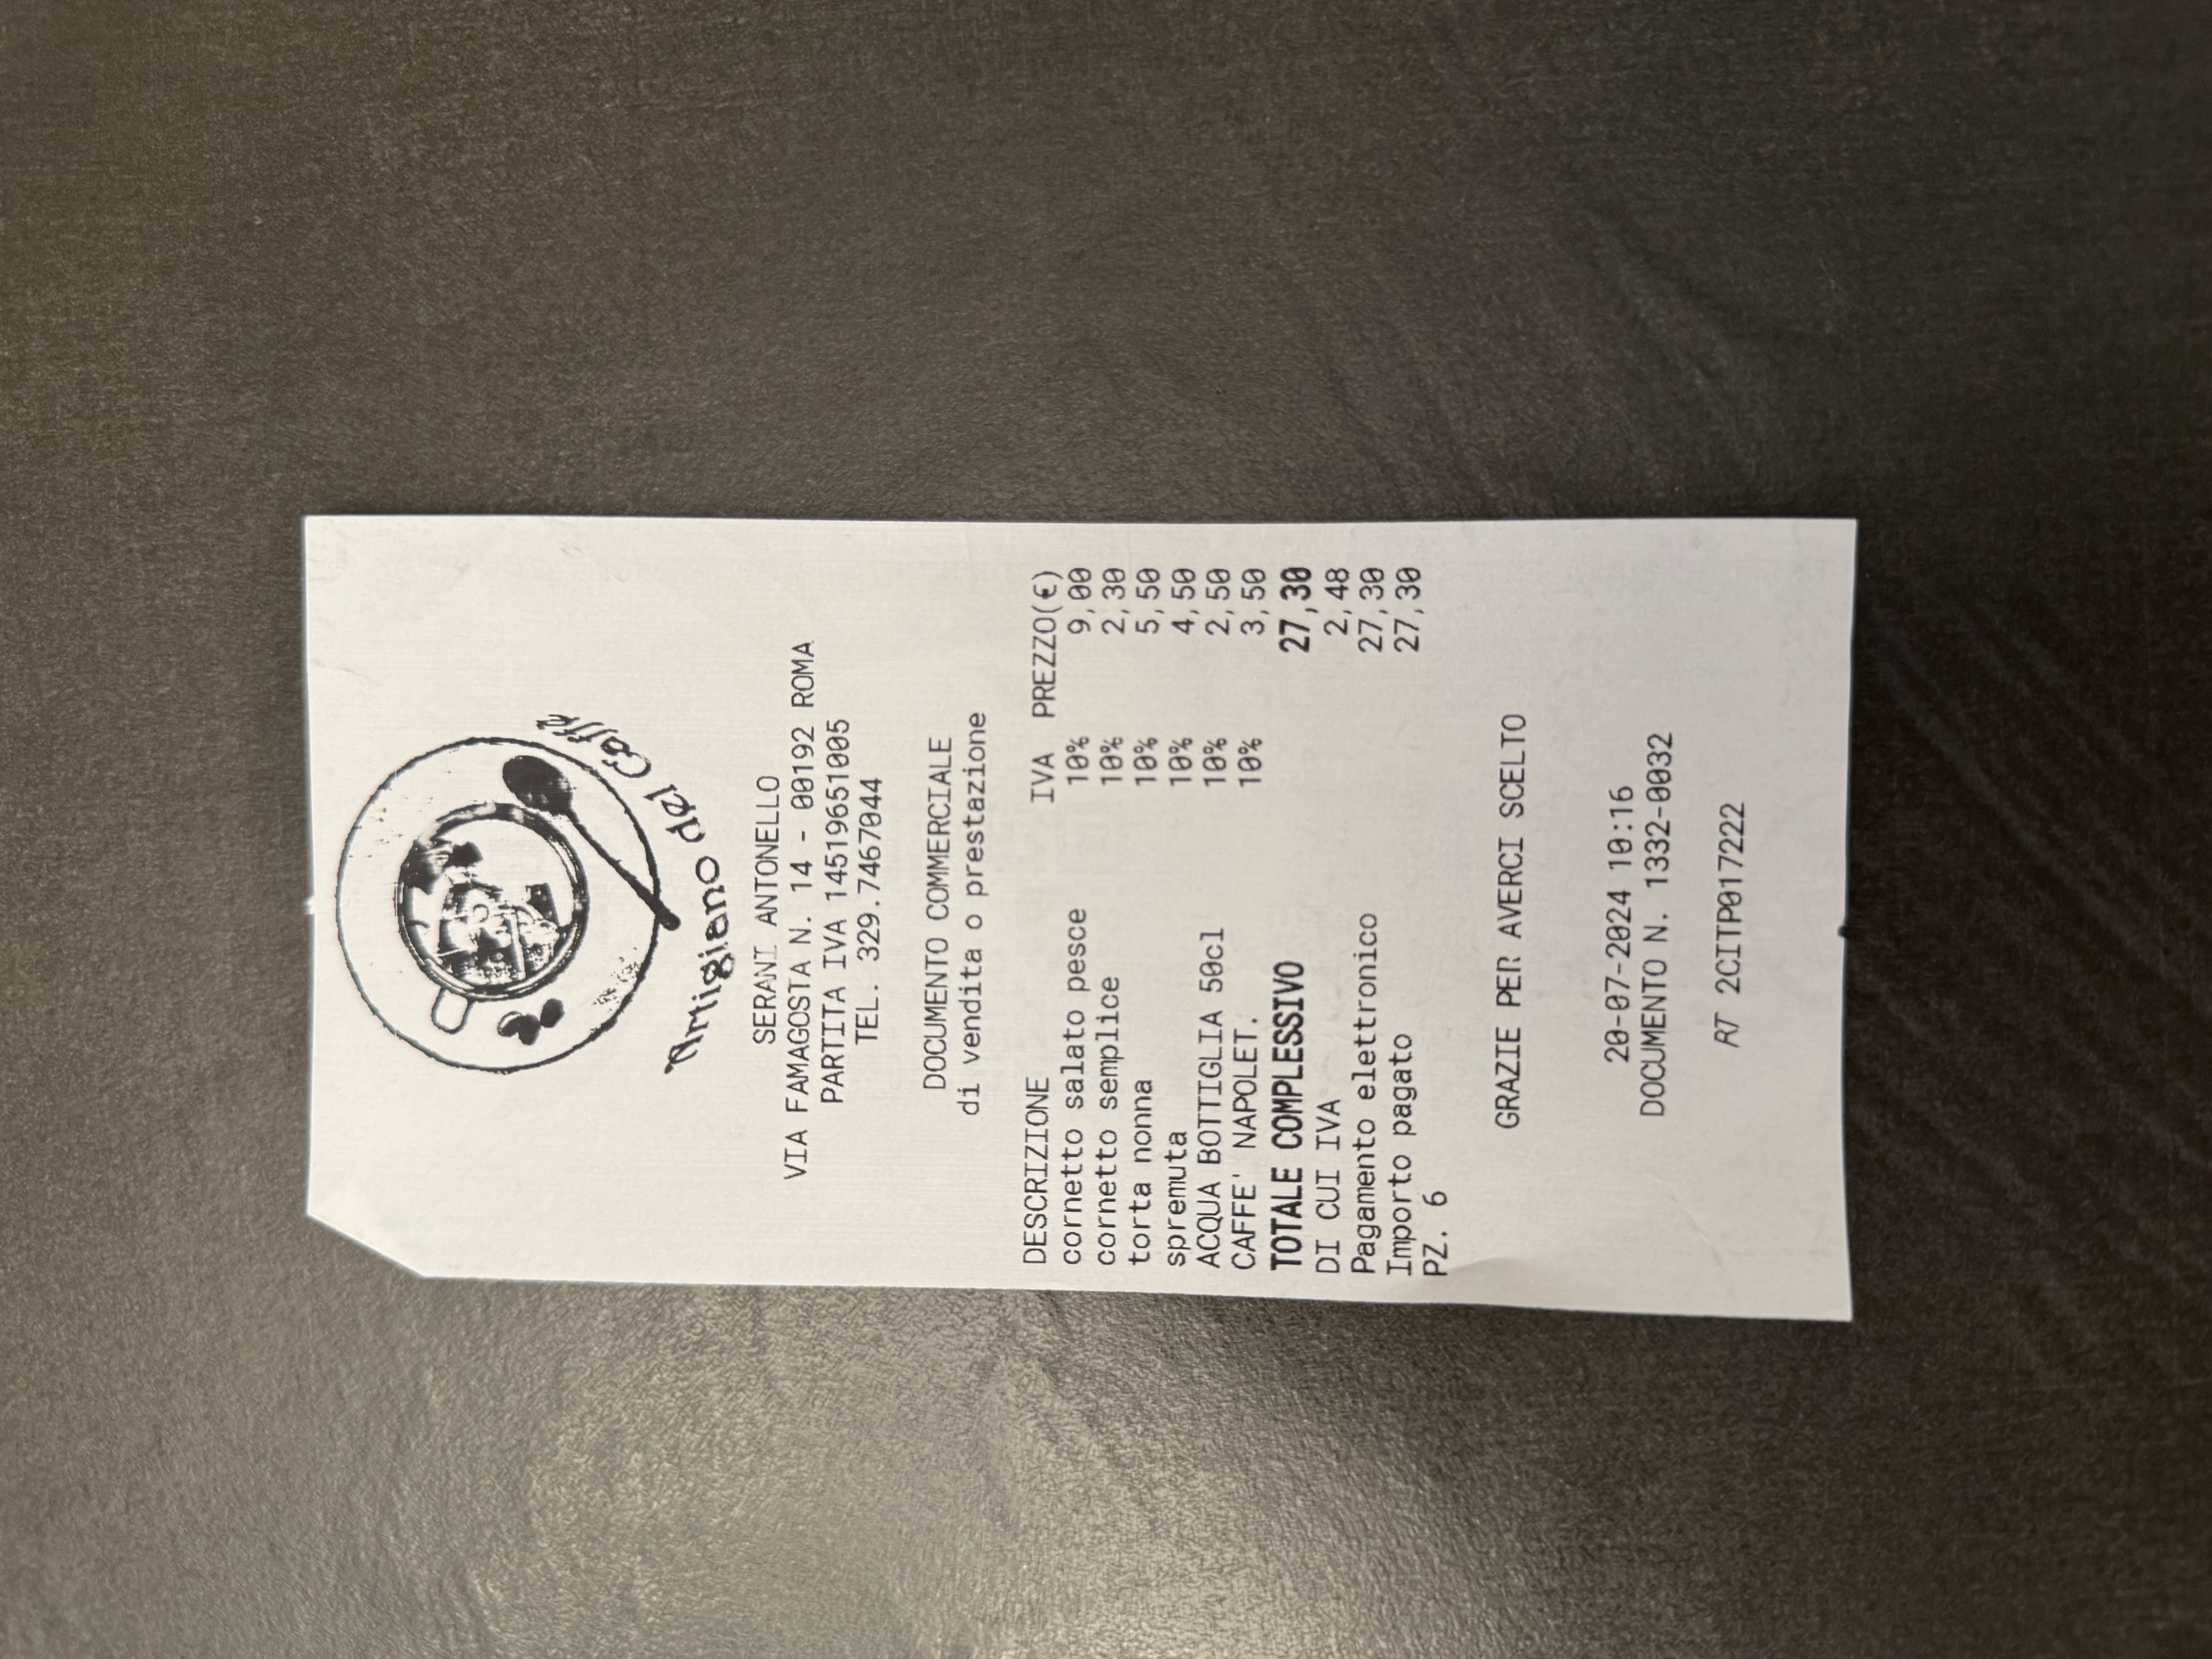 Artigiano del Caffè
SERANI ANTONELLO
VIA FAMAGOSTA N. 14 - 00192 ROMA
PARTITA IVA 14519651005
TEL. 329.7467044
DOCUMENTO COMMERCIALE
di vendita o prestazione
DESCRIZIONE IVA PREZZO(€)
cornetto salato pesce 10% 9,00
cornetto semplice 10% 2,30
torta nonna 10% 5,50
spremuta 10% 4,50
ACQUA BOTTIGLIA 50cl 10% 2,50
CAFFE' NAPOLET. 10% 3,50
TOTALE COMPLESSIVO 27,30
DI CUI IVA 2,48
Pagamento elettronico 27,30
Importo pagato 27,30
PZ. 6
GRAZIE PER AVERCI SCELTO
20-07-2024 10:16
DOCUMENTO N. 1332-0032
RT 2CITP017222